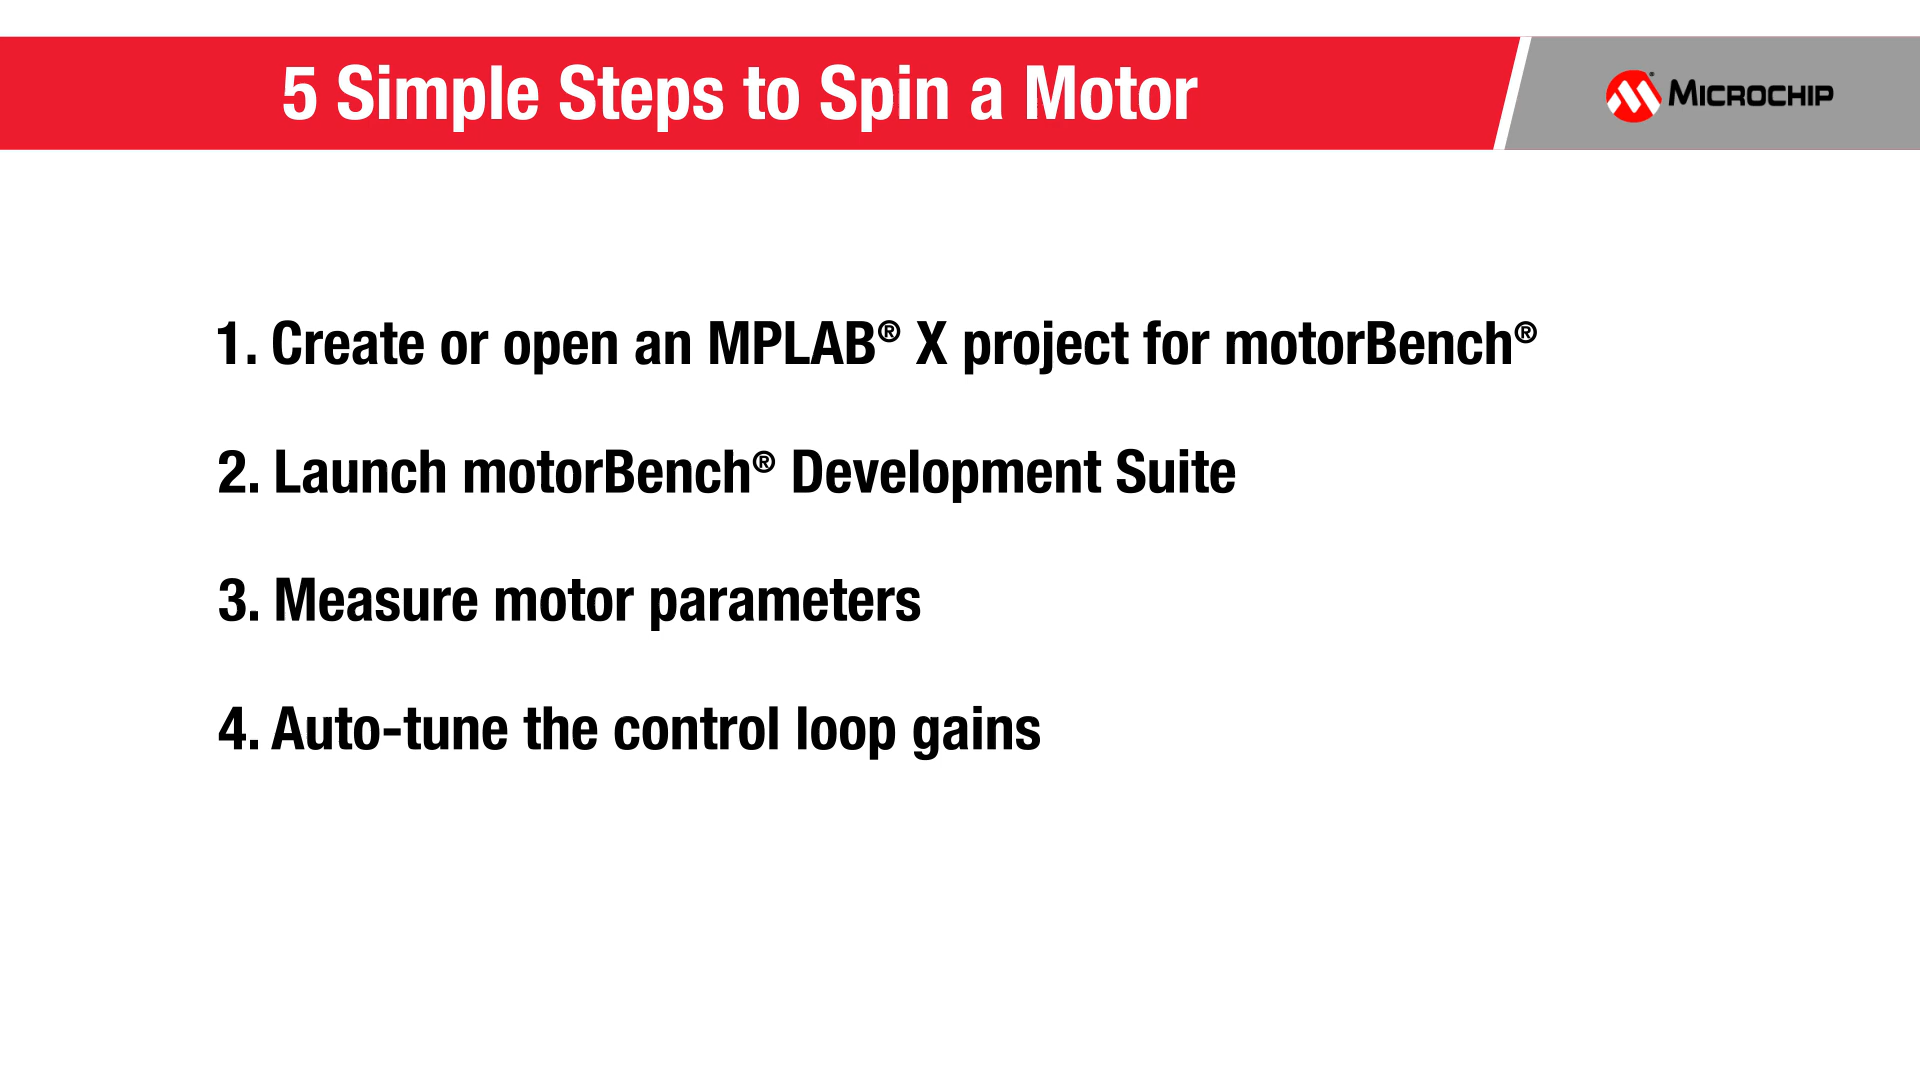 5 Simple Steps to Spin a Motor
MICROCHIP
1. Create or open an MPLAB® X project for motorBench®
2. Launch motorBench® Development Suite
3. Measure motor parameters
4. Auto-tune the control loop gains